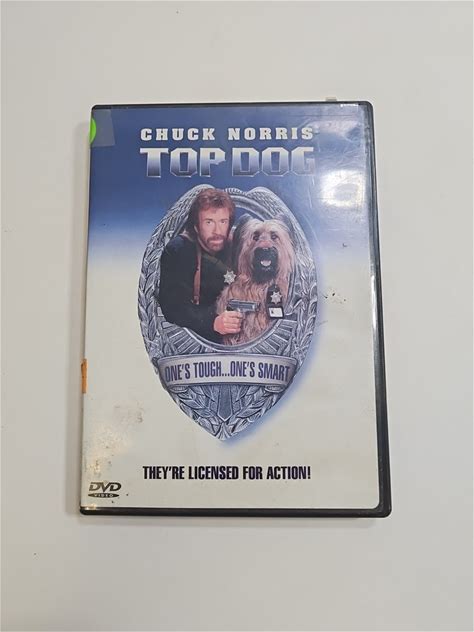 CHUCK NORRIS
TOP DOG
ONE'S TOUGH...ONE'S SMART
THEY'RE LICENSED FOR ACTION!
DVD
VIDEO